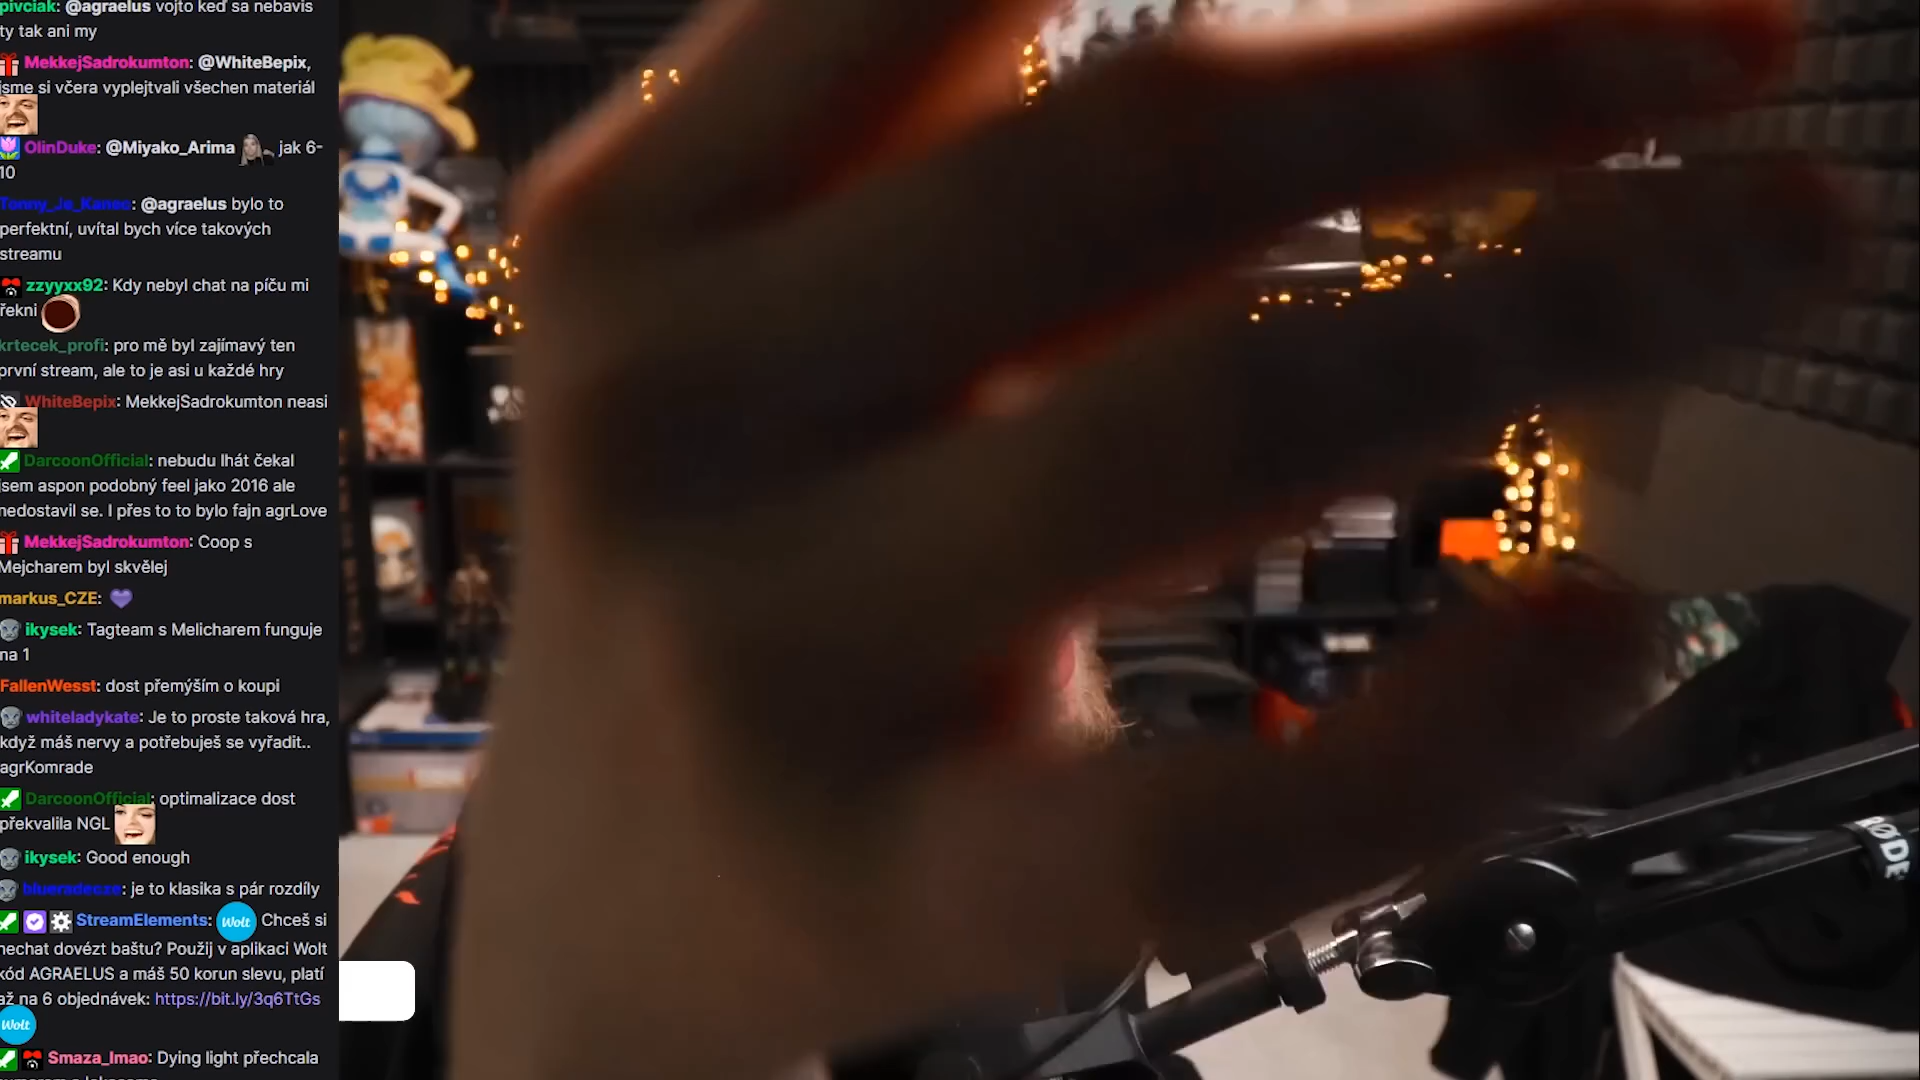 pivciak: @agraelus vojto keď sa nebavis
ty tak ani my
MekkejSadrokumton: @WhiteBepix,
jsme si včera vyplejtvali všechen materiál
OlinDuke: @Miyako_Arima jak 6-
10
Tonny_Je_Kanec: @agraelus bylo to
perfektní, uvítal bych více takových
streamu
zzyyxx92: Kdy nebyl chat na píču mi
řekni
krtecek_profi: pro mě byl zajímavý ten
první stream, ale to je asi u každé hry
WhiteBepix: MekkejSadrokumton neasi
DarcoonOfficial: nebudu lhát čekal
jsem aspon podobný feel jako 2016 ale
nedostavil se. I přes to to bylo fajn agrLove
MekkejSadrokumton: Coop s
Mejcharem byl skvělej
markus_CZE:
ikysek: Tagteam s Melicharem funguje
na 1
FallenWesst: dost přemýším o koupi
whiteladykate: Je to proste taková hra,
když máš nervy a potřebuješ se vyřadit..
agrKomrade
DarcoonOfficial: optimalizace dost
překvalila NGL
ikysek: Good enough
blueradecze: je to klasika s pár rozdíly
StreamElements: Wolt Chceš si
nechat dovézt baštu? Použij v aplikaci Wolt
kód AGRAELUS a máš 50 korun slevu, platí
až na 6 objednávek: https://bit.ly/3q6TtGs
Wolt
Smaza_lmao: Dying light přechcala
RØDE